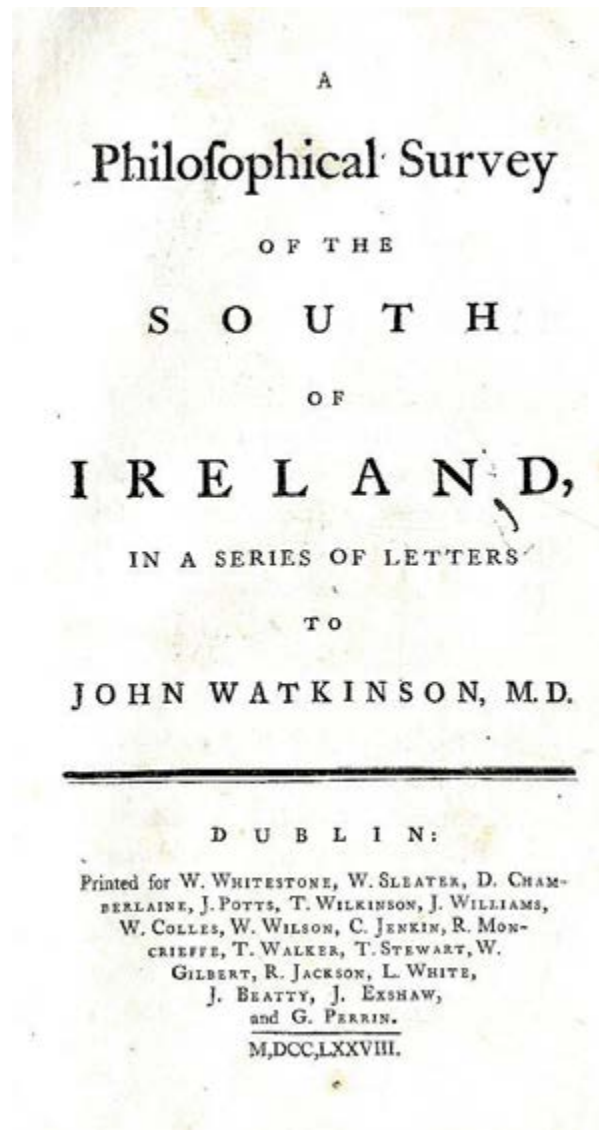 A
Philoſophical Survey
OF THE
SOUTH
OF
IRELAND,
IN A SERIES OF LETTERS
TO
JOHN WATKINSON, M.D.
DUBLIN:
Printed for W. WHITESTONE, W. SLEATER, D. CHAM-
BERLAINE, J. POTTS, T. WILKINSON, J. WILLIAMS,
W. COLLES, W. WILSON, C. JENKIN, R. MON-
CRIEFFE, T. WALKER, T. STEWART, W.
GILBERT, R. JACKSON, L. WHITE,
J. BEATTY, J. EXSHAW,
and G. PERRIN.
M,DCC,LXXVIII.